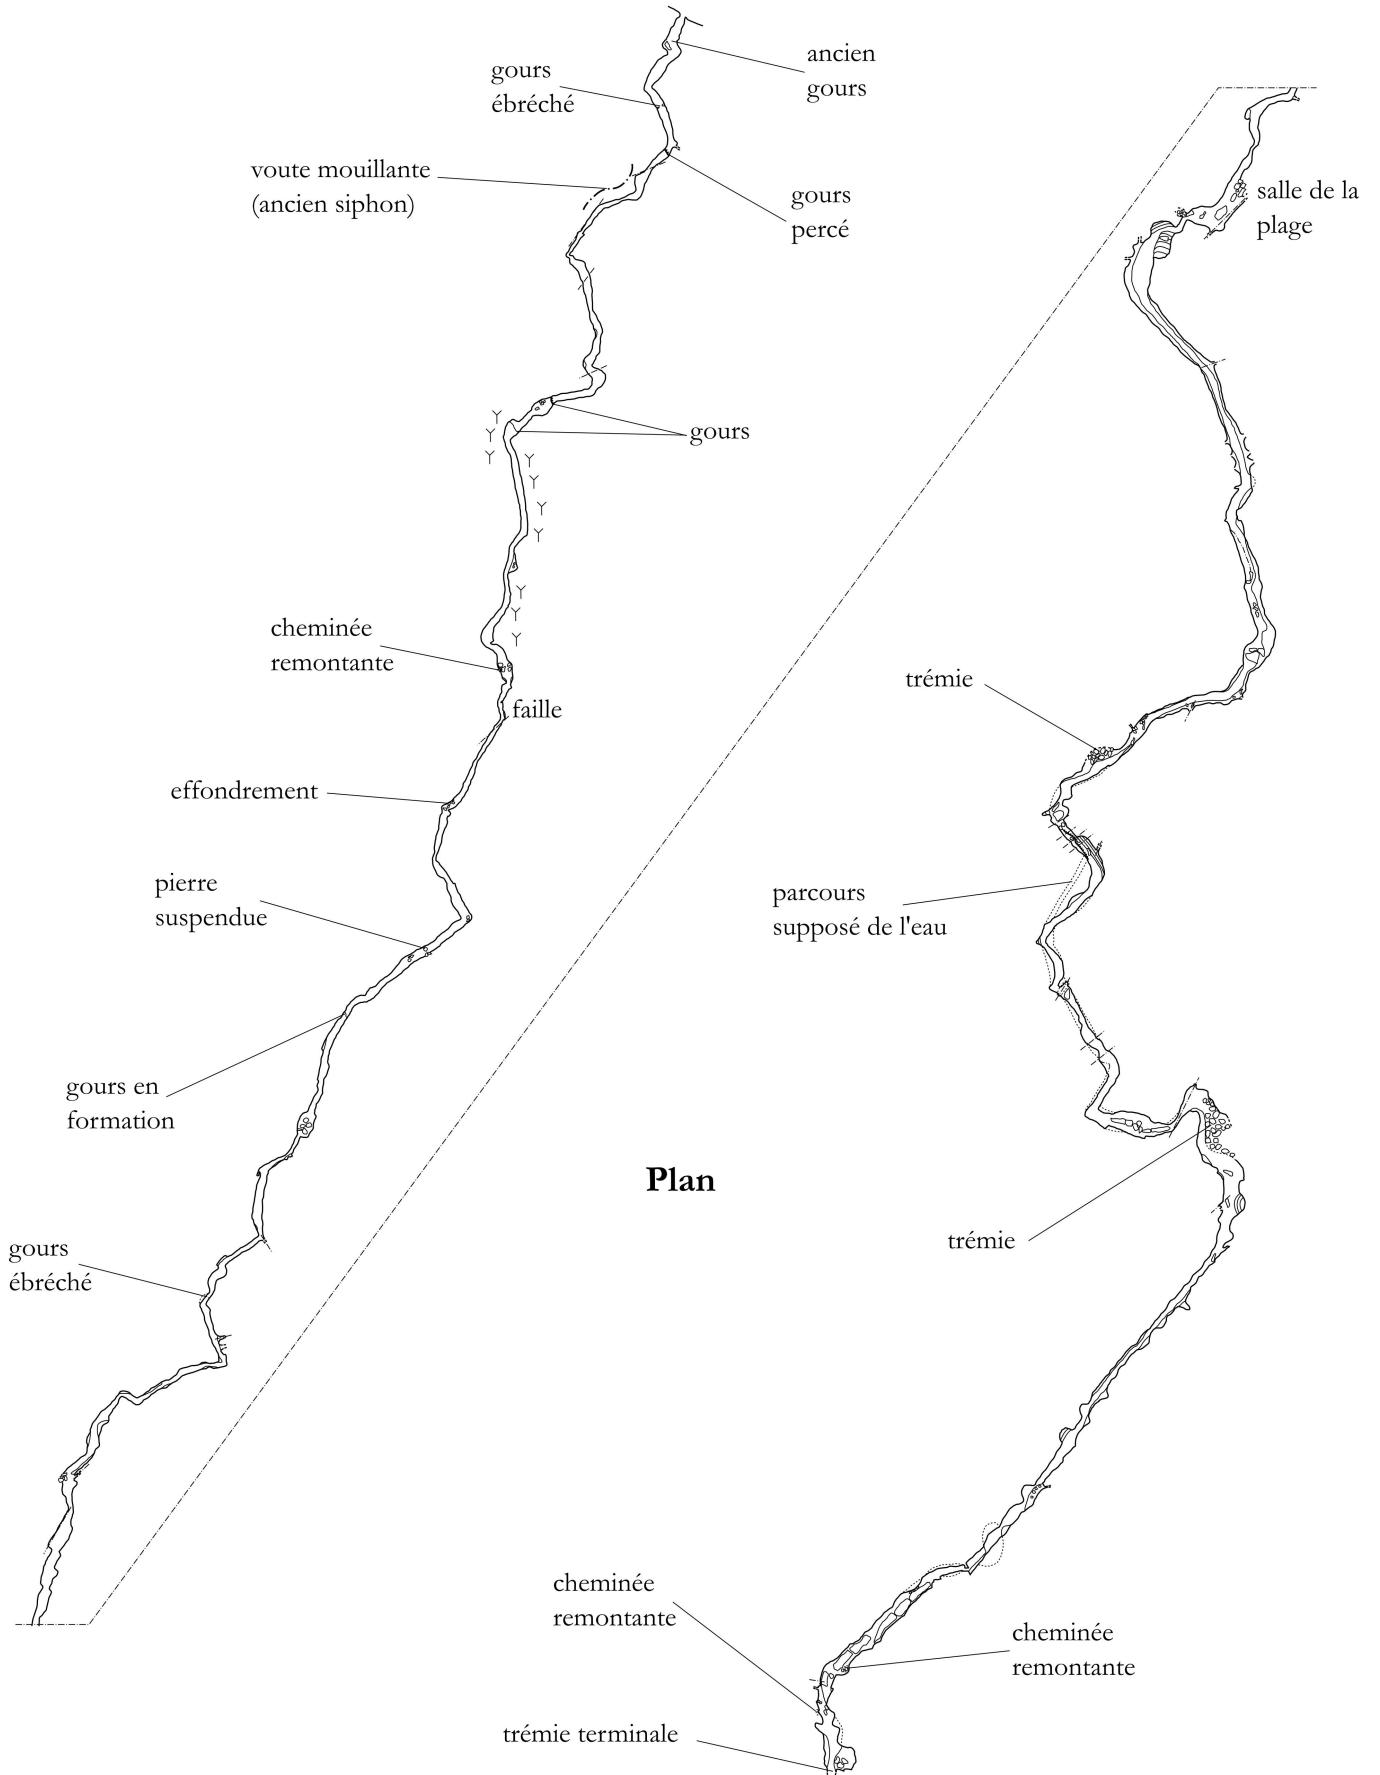 ancien
gours
gours
ébréché
voute mouillante
(ancien siphon)
gours
percé
salle de la
plage
gours
cheminée
remontante
faille
trémie
effondrement
pierre
suspendue
parcours
supposé de l'eau
gours en
formation
Plan
trémie
gours
ébréché
cheminée
remontante
cheminée
remontante
trémie terminale